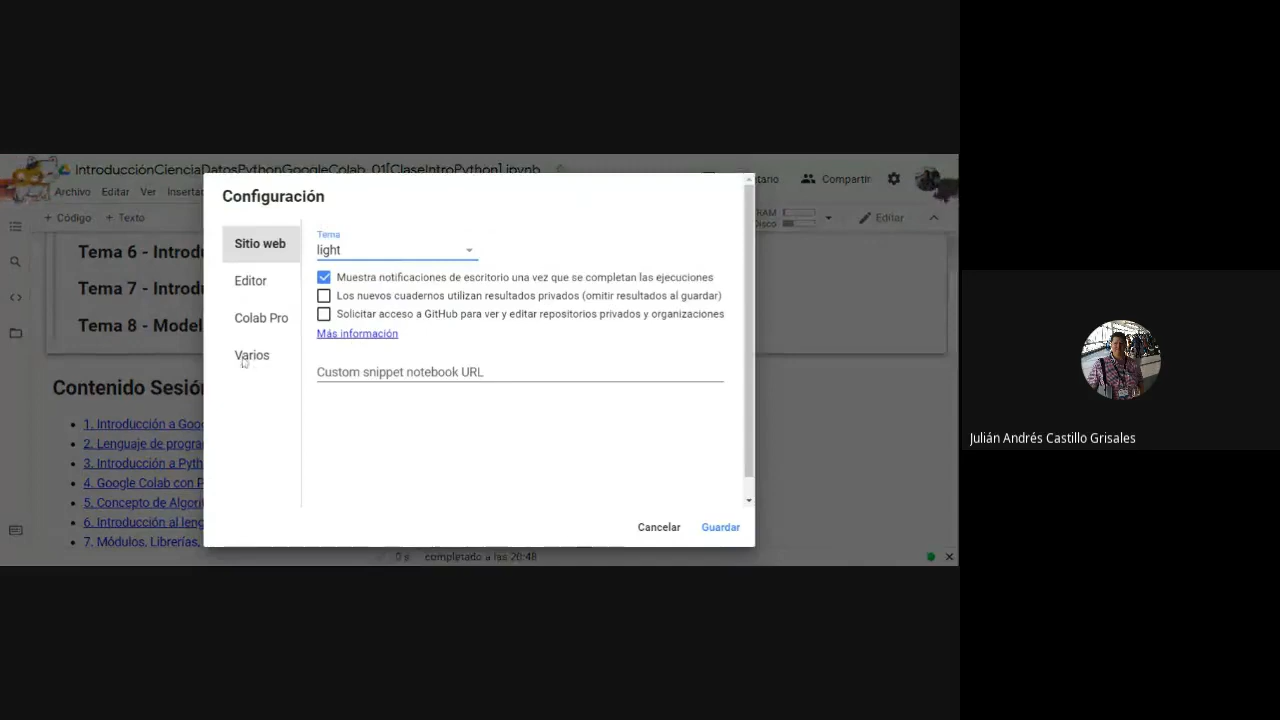 IntroducciónCienciaDatosPythonGoogleColab_01[ClaseIntroPython].ipynb
Archivo Editar Ver Insertar
Compartir
+ Código + Texto
RAM
Disco
Editar
Tema 6 - Introdu
Tema 7 - Introdu
Tema 8 - Model
Contenido Sesión
1. Introducción a Goo
2. Lenguaje de progra
3. Introducción a Pyth
4. Google Colab con P
5. Concepto de Algori
6. Introducción al leng
7. Módulos, Librerías,
Configuración
Sitio web
Editor
Colab Pro
Varios
Tema
light
Muestra notificaciones de escritorio una vez que se completan las ejecuciones
Los nuevos cuadernos utilizan resultados privados (omitir resultados al guardar)
Solicitar acceso a GitHub para ver y editar repositorios privados y organizaciones
Más información
Custom snippet notebook URL
Cancelar Guardar
0 s completado a las 20:48
Julián Andrés Castillo Grisales